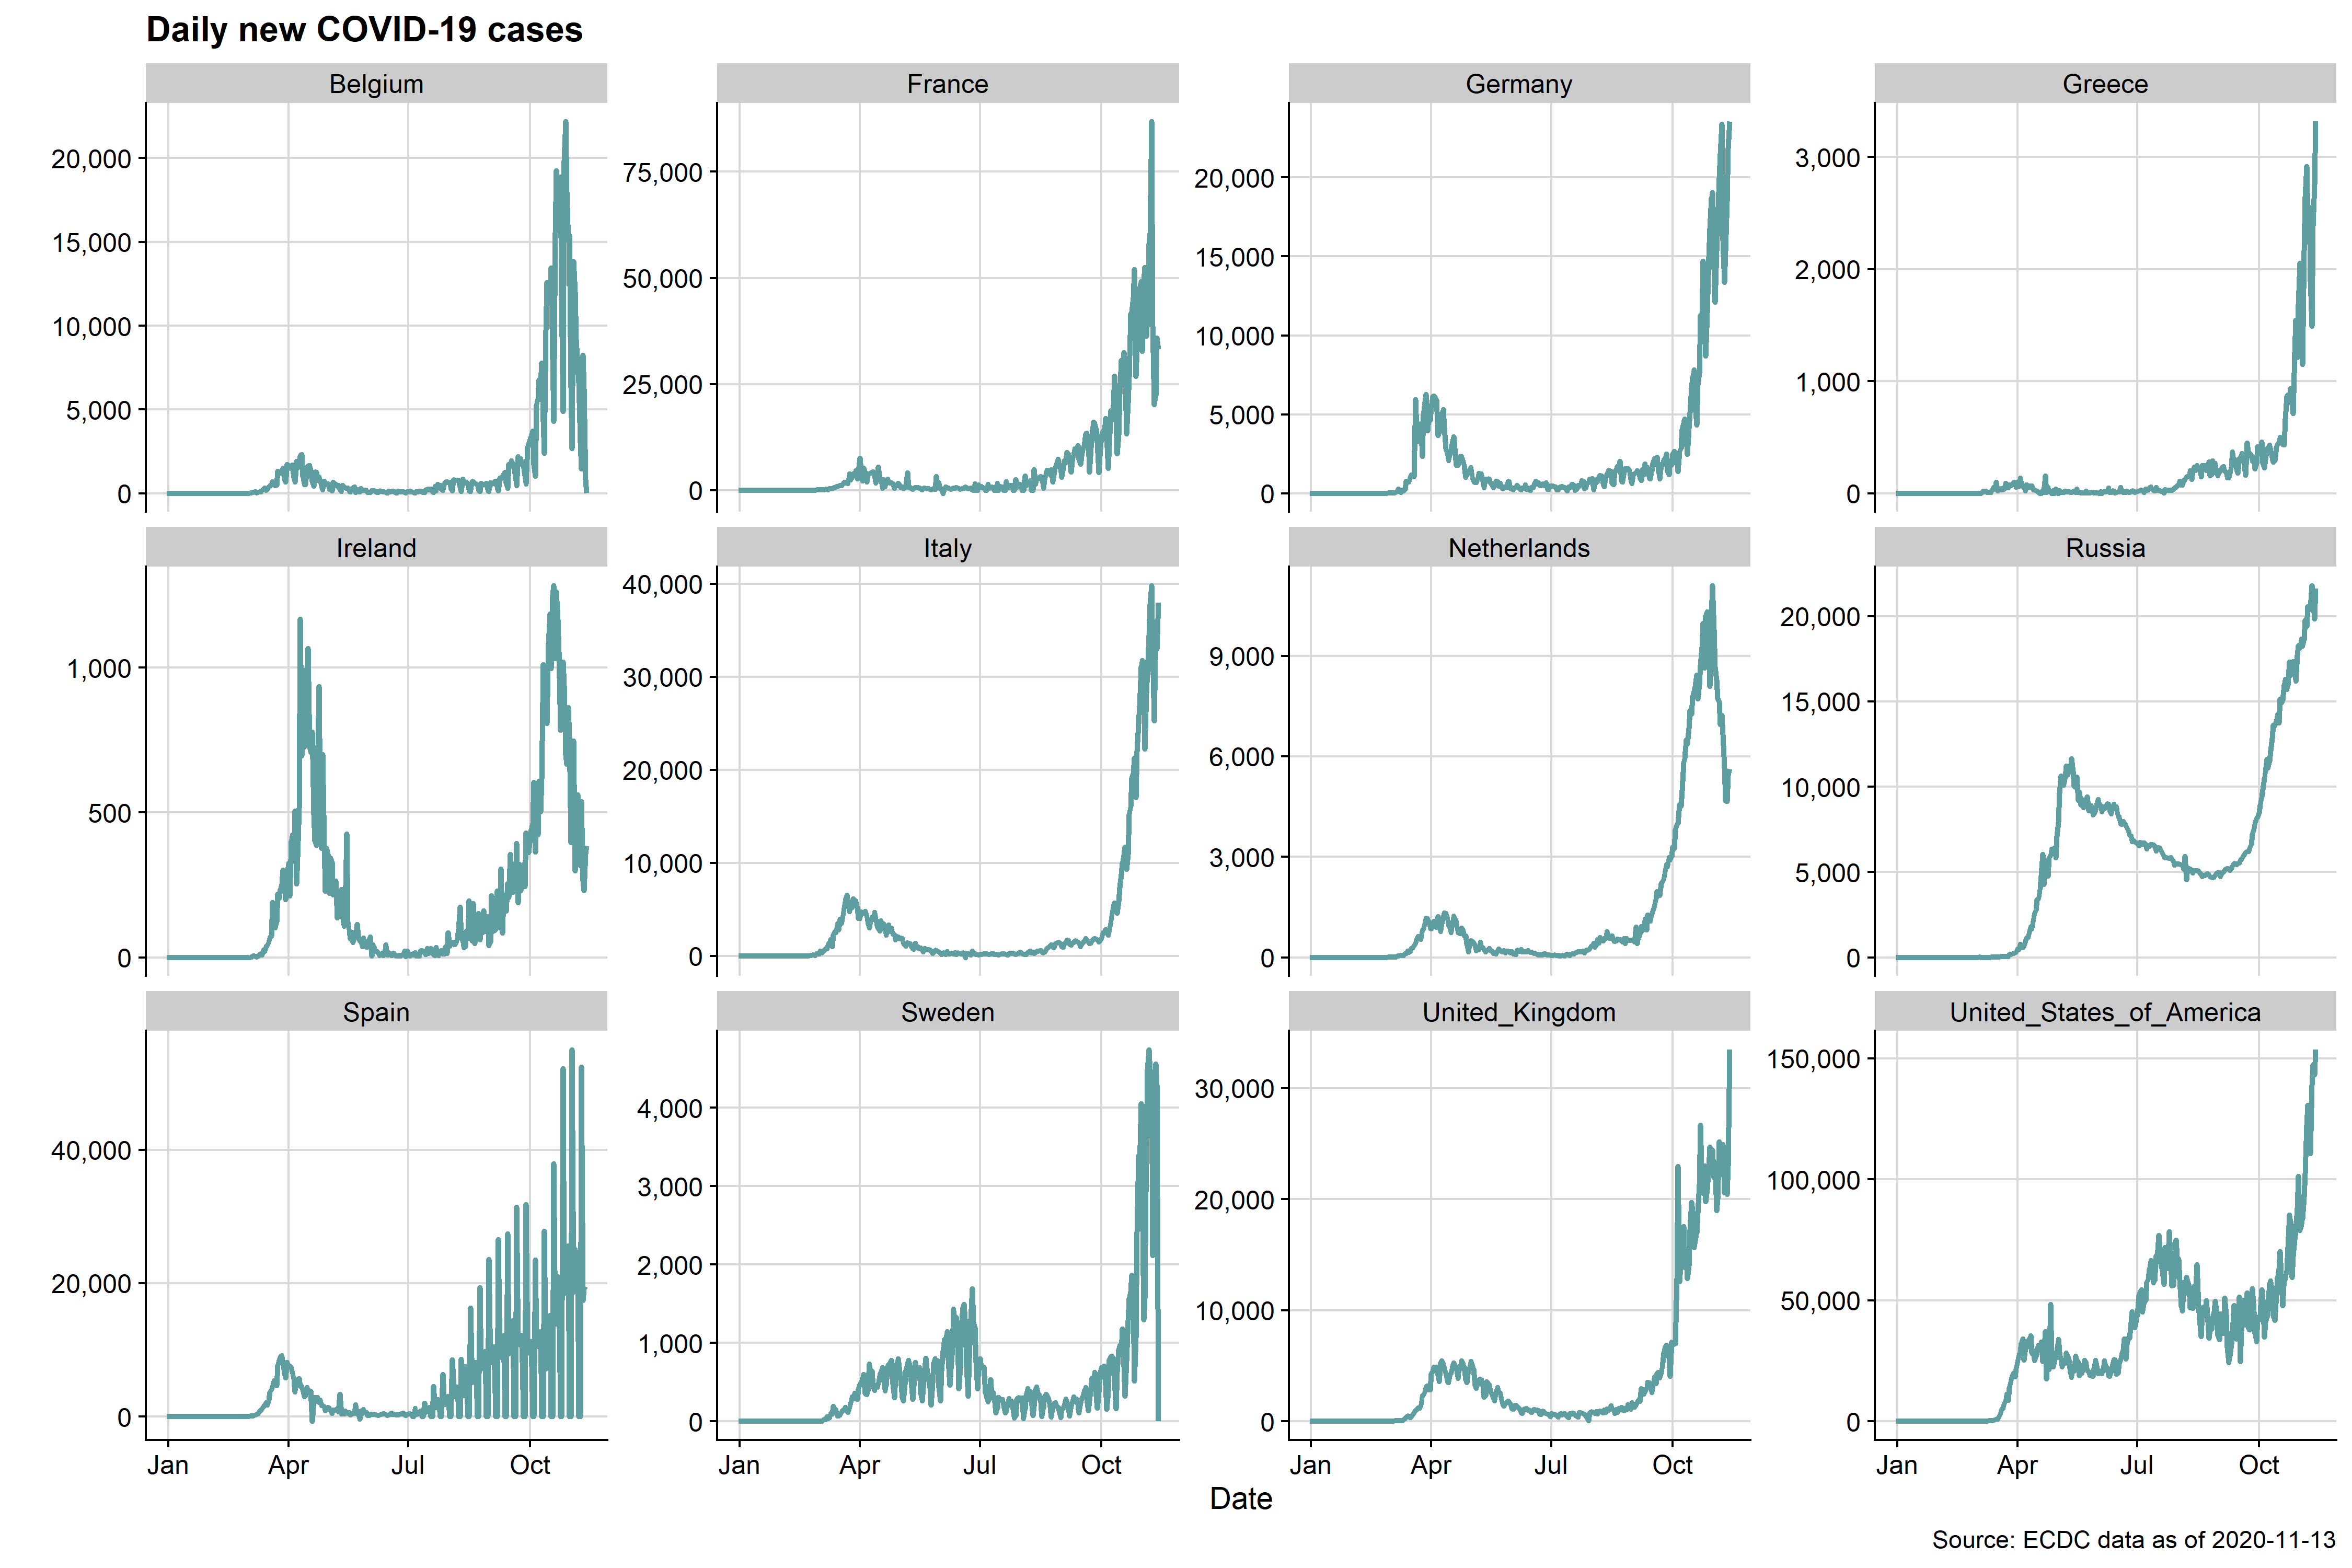 Daily new COVID-19 cases
Belgium
France
Germany
Greece
20,000
15,000
10,000
5,000
0
75,000
50,000
25,000
0
20,000
15,000
10,000
5,000
0
3,000
2,000
1,000
0
Ireland
Italy
Netherlands
Russia
1,000
500
0
40,000
30,000
20,000
10,000
0
9,000
6,000
3,000
0
20,000
15,000
10,000
5,000
0
Spain
Sweden
United_Kingdom
United_States_of_America
40,000
20,000
0
4,000
3,000
2,000
1,000
0
30,000
20,000
10,000
0
150,000
100,000
50,000
0
Jan Apr Jul Oct
Jan Apr Jul Oct
Jan Apr Jul Oct
Jan Apr Jul Oct
Date
Source: ECDC data as of 2020-11-13